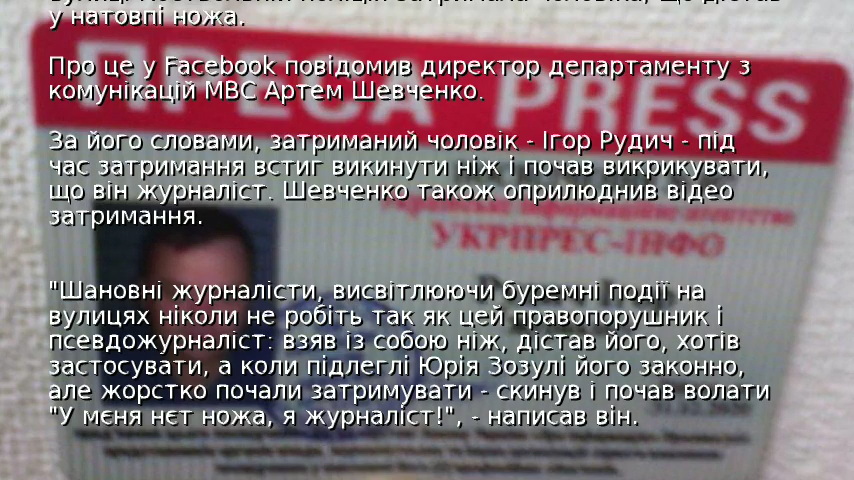 у натовпі ножа.
Про це у Facebook повідомив директор департаменту з
комунікацій МВС Артем Шевченко.
За його словами, затриманий чоловік - Ігор Рудич - під
час затримання встиг викинути ніж і почав викрикувати,
що він журналіст. Шевченко також оприлюднив відео
затримання.
"Шановні журналісти, висвітлюючи буремні події на
вулицях ніколи не робіть так як цей правопорушник і
псевдожурналіст: взяв із собою ніж, дістав його, хотів
застосувати, а коли підлеглі Юрія Зозулі його законно,
але жорстко почали затримувати - скинув і почав волати
"У мєня нєт ножа, я журналіст!", - написав він.
ПРЕСА PRESS
УКРПРЕС-ІНФО